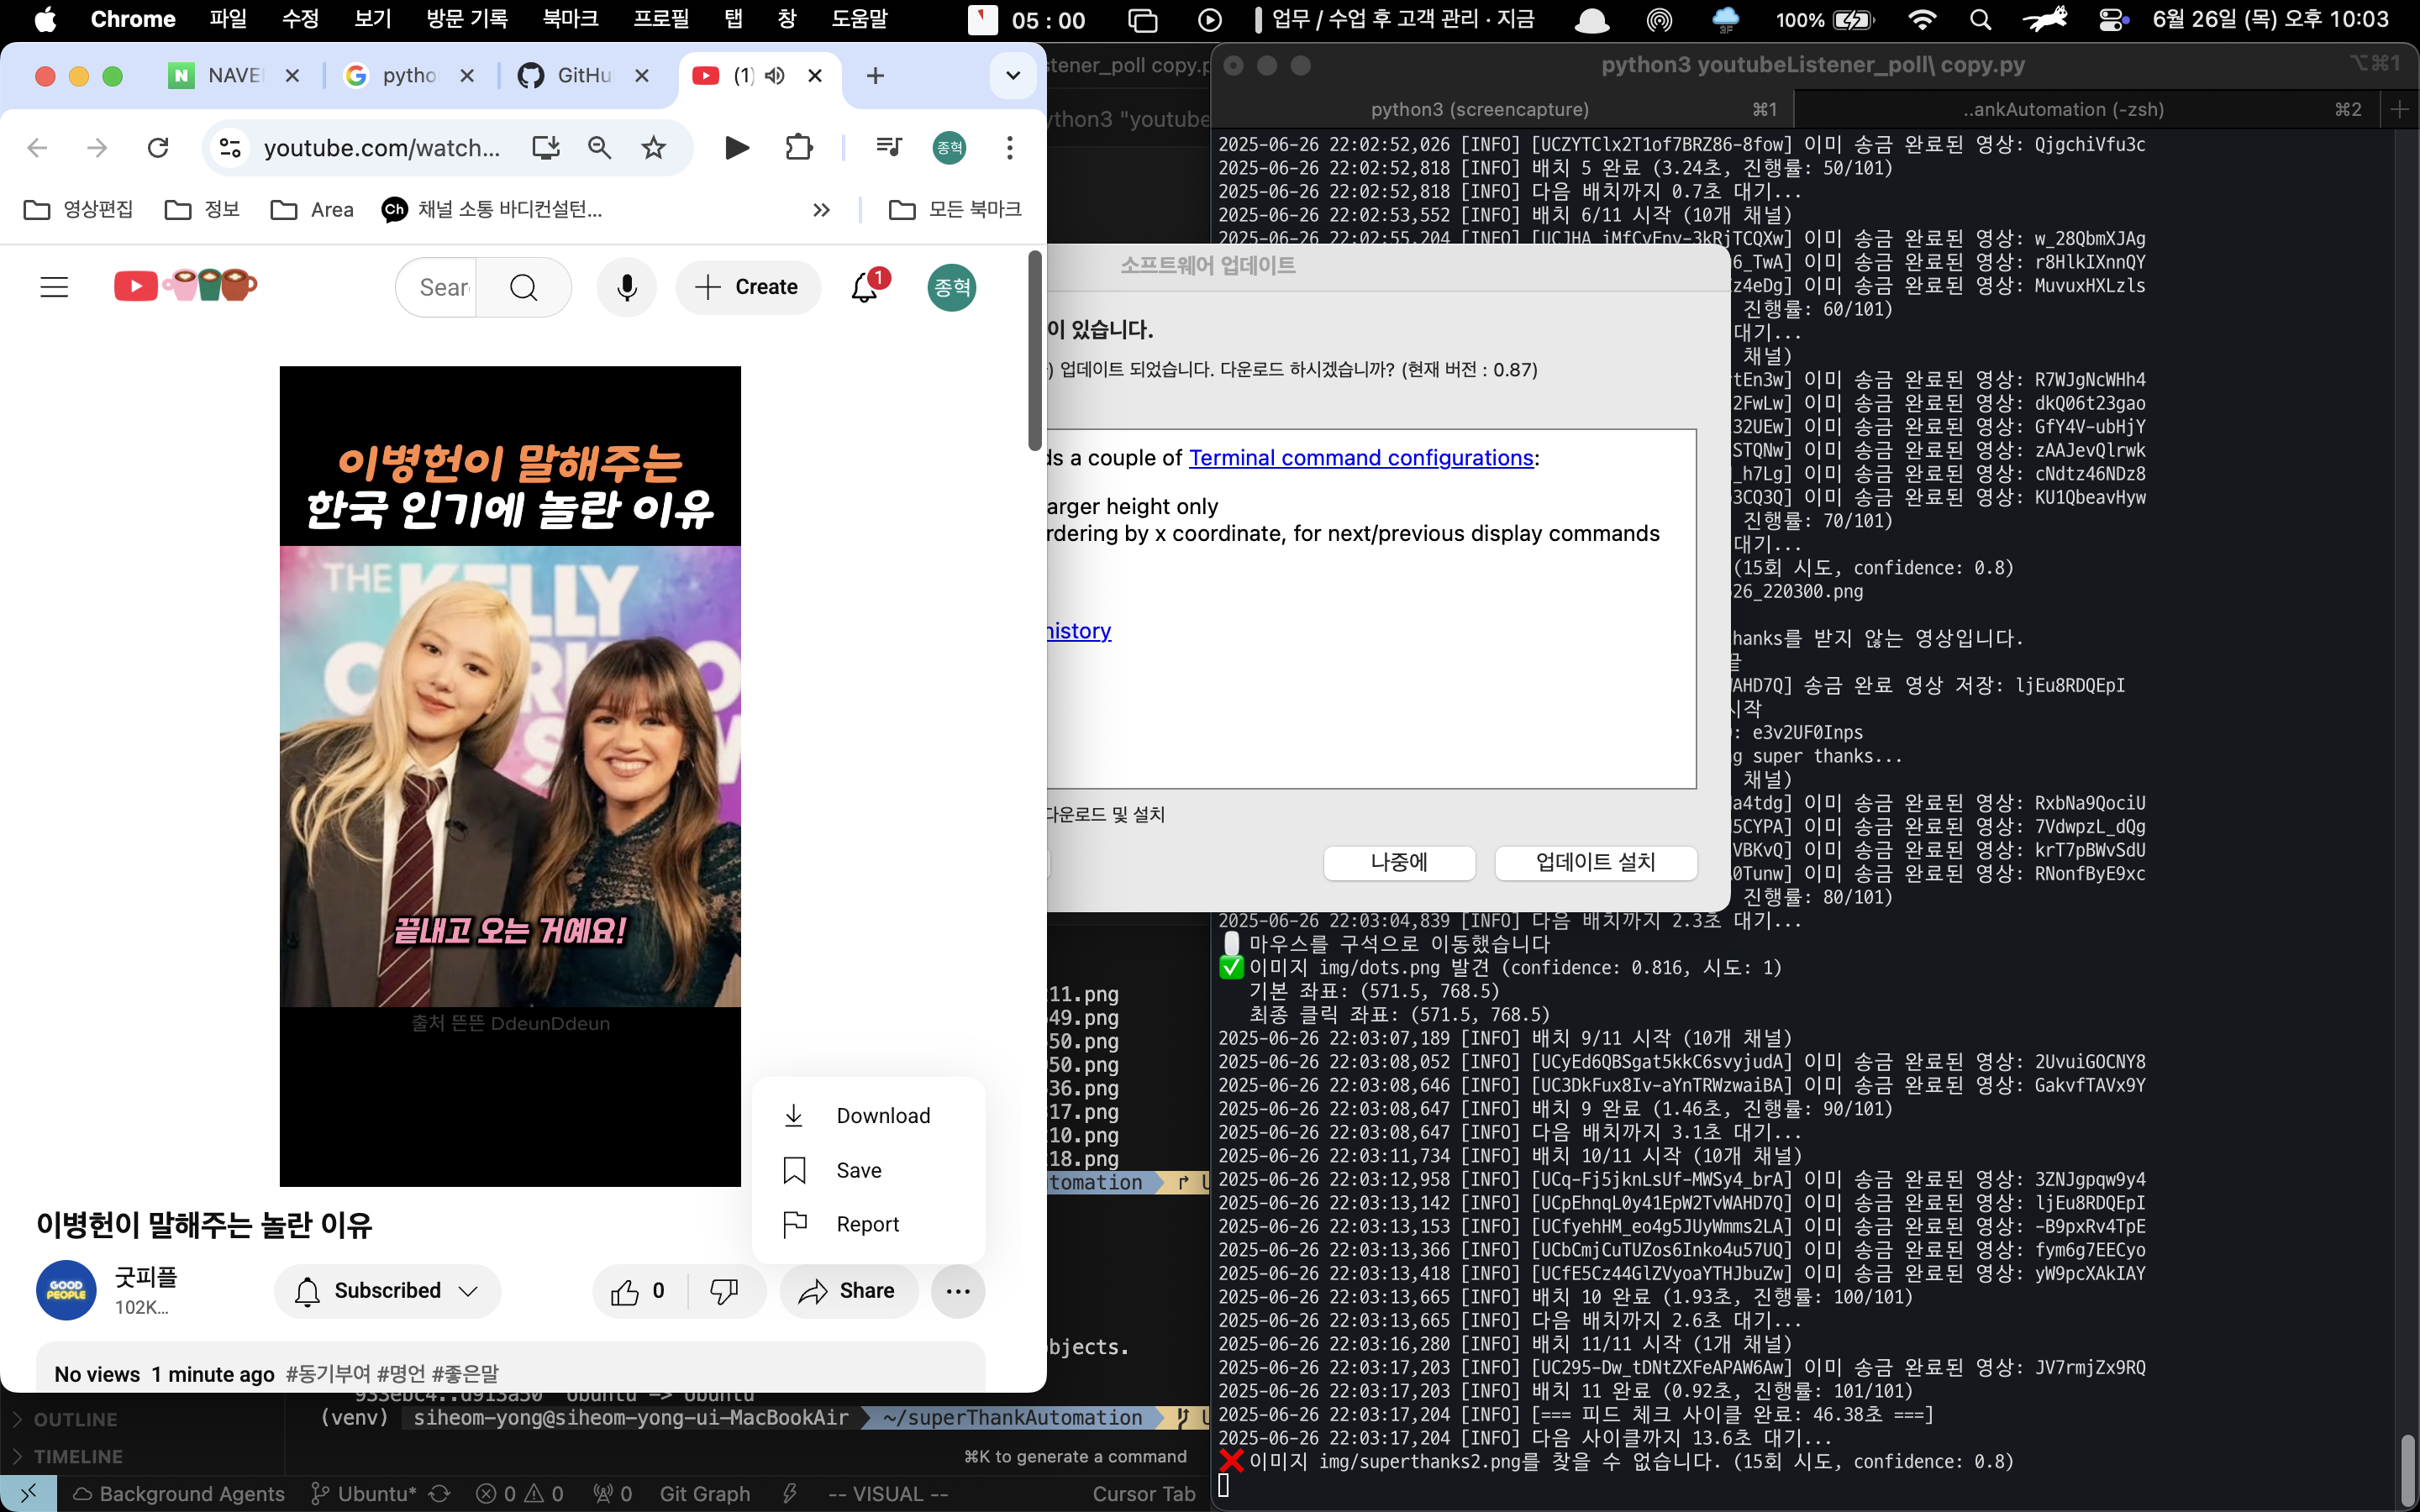 Chrome 파일 수정 보기 방문 기록 북마크 프로필 탭 창 도움말 05 : 00 업무 / 수업 후 고객 관리 · 지금 3F 100% 6월 26일 (목) 오후 10:03
NAVE
pytho
GitHu
(1)
youtube.com/watch...
종혁
영상편집
정보
Area
Ch 채널 소통 바디컨설턴...
모든 북마크
Sear
Create
1
종혁
이병헌이 말해주는
한국 인기에 놀란 이유
THE KELLY
끝내고 오는 거예요!
출처 뜬뜬 DdeunDdeun
Download
Save
Report
이병헌이 말해주는 놀란 이유
GOOD
PEOPLE
굿피플
102K...
Subscribed
0
Share
No views 1 minute ago #동기부여 #명언 #좋은말
stener_poll copy.p
ython3 "youtube
소프트웨어 업데이트
이 있습니다.
) 업데이트 되었습니다. 다운로드 하시겠습니까? (현재 버전 : 0.87)
ds a couple of Terminal command configurations:
arger height only
rdering by x coordinate, for next/previous display commands
history
다운로드 및 설치
나중에
업데이트 설치
11.png
49.png
50.png
50.png
36.png
17.png
10.png
18.png
tomation
bjects.
(venv) siheom-yong@siheom-yong-ui-MacBookAir ~/superThankAutomation
⌘K to generate a command
OUTLINE
TIMELINE
Background Agents Ubuntu* 0 0 0 Git Graph -- VISUAL -- Cursor Tab
python3 youtubeListener_poll\ copy.py ⌥⌘1
python3 (screencapture) ⌘1 ..ankAutomation (-zsh) ⌘2
2025-06-26 22:02:52,026 [INFO] [UCZYTClx2T1of7BRZ86-8fow] 이미 송금 완료된 영상: QjgchiVfu3c
2025-06-26 22:02:52,818 [INFO] 배치 5 완료 (3.24초, 진행률: 50/101)
2025-06-26 22:02:52,818 [INFO] 다음 배치까지 0.7초 대기...
2025-06-26 22:02:53,552 [INFO] 배치 6/11 시작 (10개 채널)
2025-06-26 22:02:55,204 [INFO] [UCJHA_iMfCyEnv-3kRjTCQXw] 이미 송금 완료된 영상: w_28QbmXJAg
6_TwA] 이미 송금 완료된 영상: r8HlkIXnnQY
z4eDg] 이미 송금 완료된 영상: MuvuxHXLzls
진행률: 60/101)
대기...
채널)
tEn3w] 이미 송금 완료된 영상: R7WJgNcWHh4
2FwLw] 이미 송금 완료된 영상: dkQ06t23gao
32UEw] 이미 송금 완료된 영상: GfY4V-ubHjY
STQNw] 이미 송금 완료된 영상: zAAJevQlrwk
_h7Lg] 이미 송금 완료된 영상: cNdtz46NDz8
3CQ3Q] 이미 송금 완료된 영상: KU1QbeavHyw
진행률: 70/101)
대기...
(15회 시도, confidence: 0.8)
26_220300.png
hanks를 받지 않는 영상입니다.
끝
AHD7Q] 송금 완료 영상 저장: ljEu8RDQEpI
시작
: e3v2UF0Inps
g super thanks...
채널)
a4tdg] 이미 송금 완료된 영상: RxbNa9QociU
5CYPA] 이미 송금 완료된 영상: 7VdwpzL_dQg
VBKvQ] 이미 송금 완료된 영상: krT7pBWvSdU
0Tunw] 이미 송금 완료된 영상: RNonfByE9xc
진행률: 80/101)
2025-06-26 22:03:04,839 [INFO] 다음 배치까지 2.3초 대기...
마우스를 구석으로 이동했습니다
이미지 img/dots.png 발견 (confidence: 0.816, 시도: 1)
기본 좌표: (571.5, 768.5)
최종 클릭 좌표: (571.5, 768.5)
2025-06-26 22:03:07,189 [INFO] 배치 9/11 시작 (10개 채널)
2025-06-26 22:03:08,052 [INFO] [UCyEd6QBSgat5kkC6svyjudA] 이미 송금 완료된 영상: 2UvuiGOCNY8
2025-06-26 22:03:08,646 [INFO] [UC3DkFux8Iv-aYnTRWzwaiBA] 이미 송금 완료된 영상: GakvfTAVx9Y
2025-06-26 22:03:08,647 [INFO] 배치 9 완료 (1.46초, 진행률: 90/101)
2025-06-26 22:03:08,647 [INFO] 다음 배치까지 3.1초 대기...
2025-06-26 22:03:11,734 [INFO] 배치 10/11 시작 (10개 채널)
2025-06-26 22:03:12,958 [INFO] [UCq-Fj5jknLsUf-MWSy4_brA] 이미 송금 완료된 영상: 3ZNJgpqw9y4
2025-06-26 22:03:13,142 [INFO] [UCpEhnqL0y41EpW2TvWAHD7Q] 이미 송금 완료된 영상: ljEu8RDQEpI
2025-06-26 22:03:13,153 [INFO] [UCfyehHM_eo4g5JUyWmms2LA] 이미 송금 완료된 영상: -B9pxRv4TpE
2025-06-26 22:03:13,366 [INFO] [UCbCmjCuTUZos6Inko4u57UQ] 이미 송금 완료된 영상: fym6g7EECyo
2025-06-26 22:03:13,418 [INFO] [UCfE5Cz44GlZVyoaYTHJbuZw] 이미 송금 완료된 영상: yW9pcXAkIAY
2025-06-26 22:03:13,665 [INFO] 배치 10 완료 (1.93초, 진행률: 100/101)
2025-06-26 22:03:13,665 [INFO] 다음 배치까지 2.6초 대기...
2025-06-26 22:03:16,280 [INFO] 배치 11/11 시작 (1개 채널)
2025-06-26 22:03:17,203 [INFO] [UC295-Dw_tDNtZXFeAPAW6Aw] 이미 송금 완료된 영상: JV7rmjZx9RQ
2025-06-26 22:03:17,203 [INFO] 배치 11 완료 (0.92초, 진행률: 101/101)
2025-06-26 22:03:17,204 [INFO] [=== 피드 체크 사이클 완료: 46.38초 ===]
2025-06-26 22:03:17,204 [INFO] 다음 사이클까지 13.6초 대기...
이미지 img/superthanks2.png를 찾을 수 없습니다. (15회 시도, confidence: 0.8)